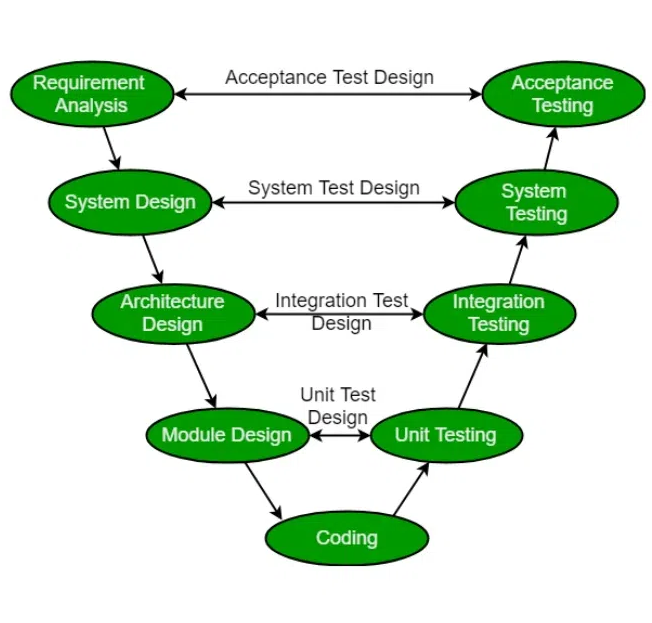 Requirement
Analysis
Acceptance Test Design
Acceptance
Testing
System Design
System Test Design
System
Testing
Architecture
Design
Integration Test
Design
Integration
Testing
Module Design
Unit Test
Design
Unit Testing
Coding